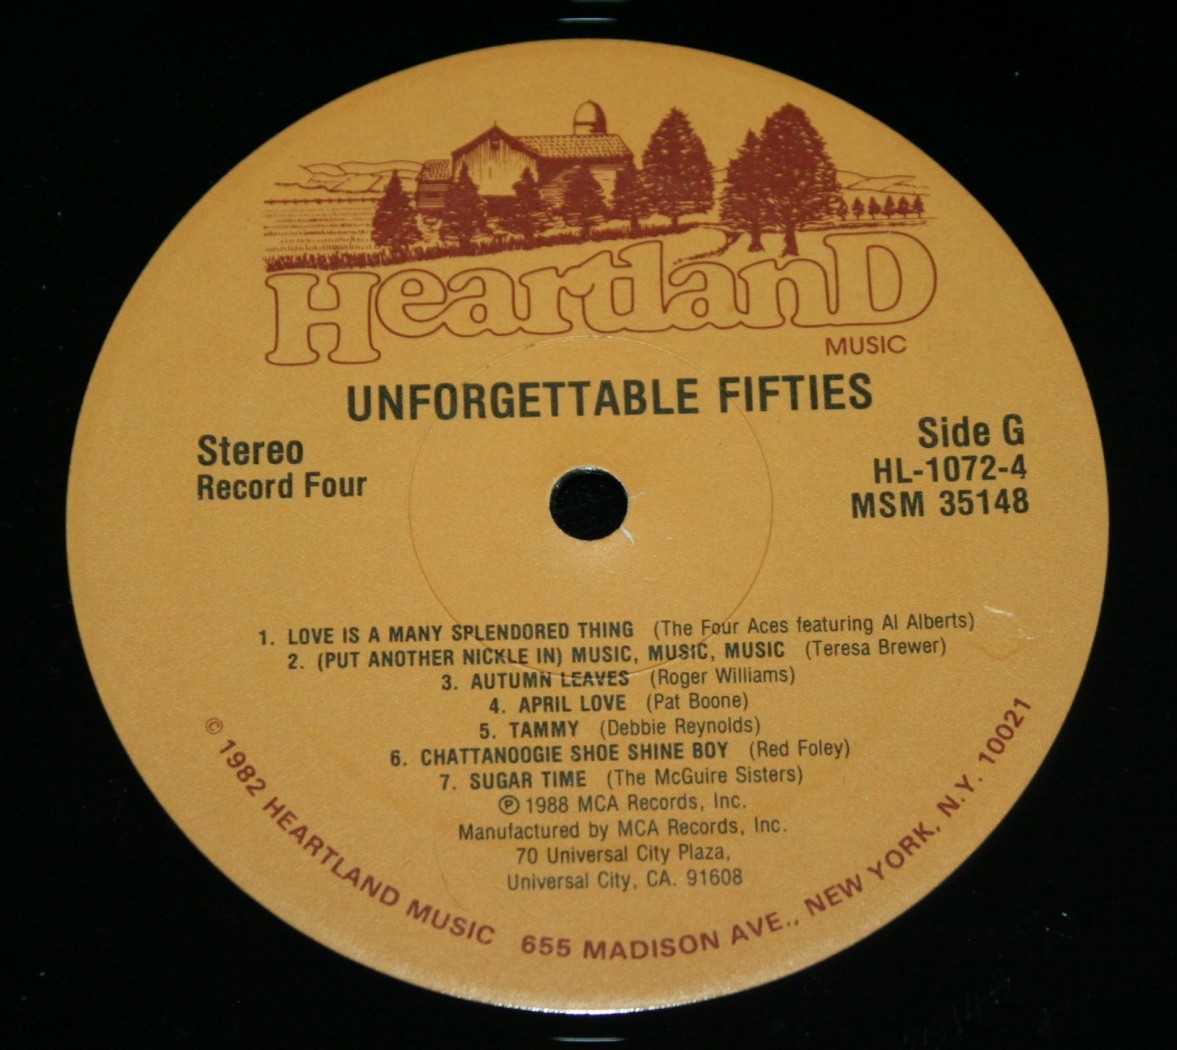 HeartlanD
MUSIC
UNFORGETTABLE FIFTIES
Stereo
Record Four
Side G
HL-1072-4
MSM 35148
1. LOVE IS A MANY SPLENDORED THING (The Four Aces featuring Al Alberts)
2. (PUT ANOTHER NICKLE IN) MUSIC, MUSIC, MUSIC (Teresa Brewer)
3. AUTUMN LEAVES (Roger Williams)
4. APRIL LOVE (Pat Boone)
5. TAMMY (Debbie Reynolds)
6. CHATTANOOGIE SHOE SHINE BOY (Red Foley)
7. SUGAR TIME (The McGuire Sisters)
Ⓟ 1988 MCA Records, Inc.
Manufactured by MCA Records, Inc.
70 Universal City Plaza,
Universal City, CA. 91608
© 1982 HEARTLAND MUSIC 655 MADISON AVE., NEW YORK, N.Y. 10021